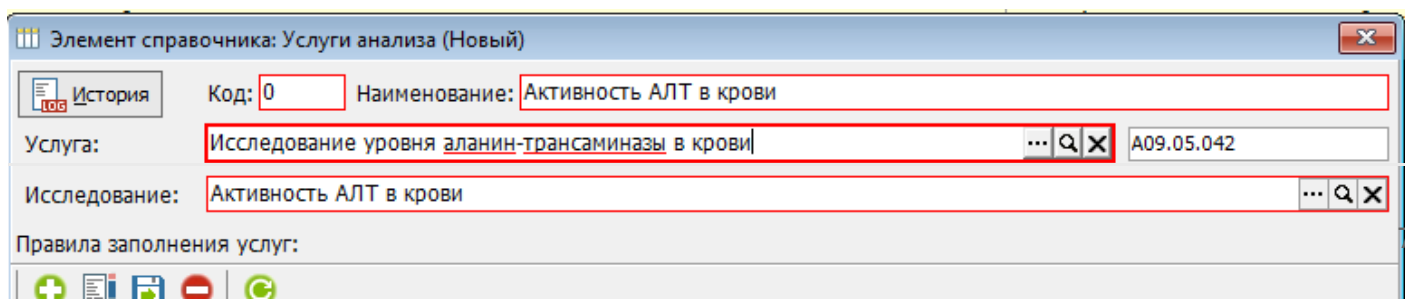 Элемент справочника: Услуги анализа (Новый)
LOG История Код: 0 Наименование: Активность АЛТ в крови
Услуга: Исследование уровня аланин-трансаминазы в крови ... A09.05.042
Исследование: Активность АЛТ в крови ...
Правила заполнения услуг: